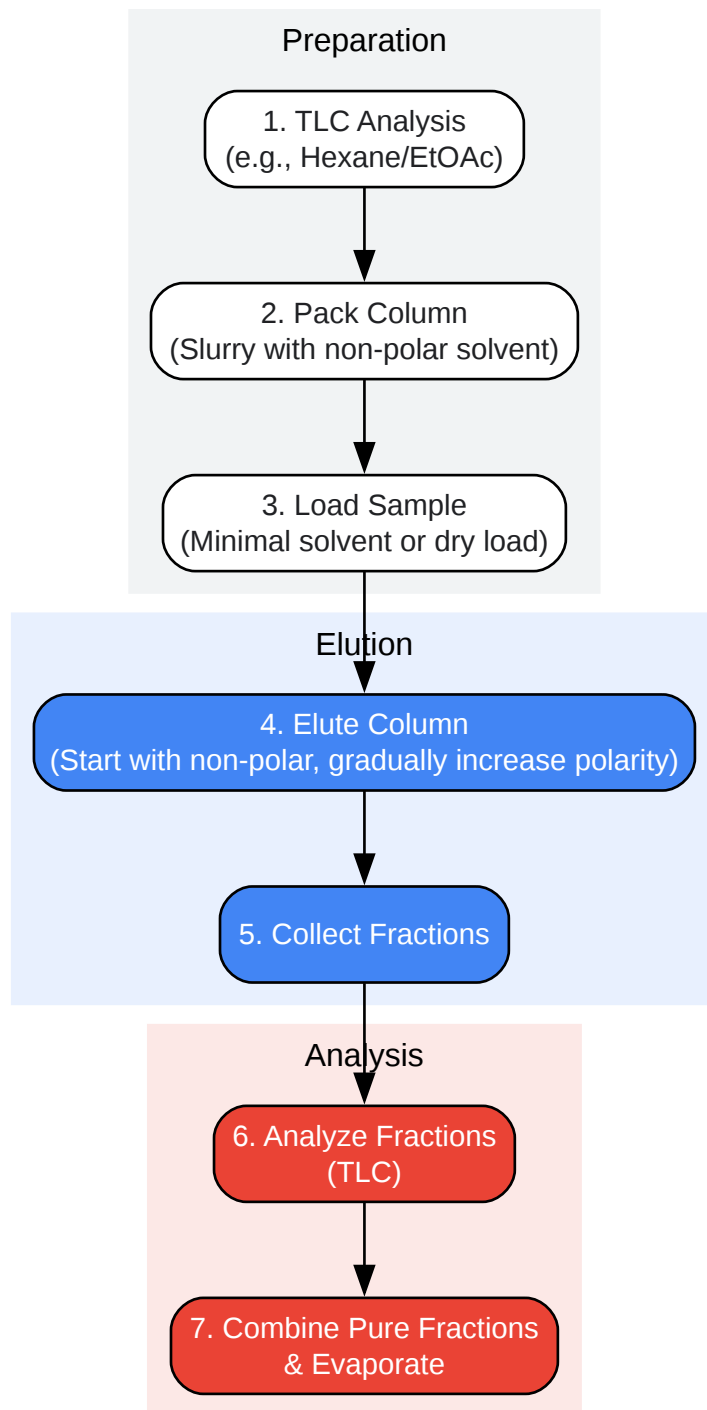 Preparation
1. TLC Analysis
(e.g., Hexane/EtOAc)
2. Pack Column
(Slurry with non-polar solvent)
3. Load Sample
(Minimal solvent or dry load)
Elution
4. Elute Column
(Start with non-polar, gradually increase polarity)
5. Collect Fractions
Analysis
6. Analyze Fractions
(TLC)
7. Combine Pure Fractions
& Evaporate